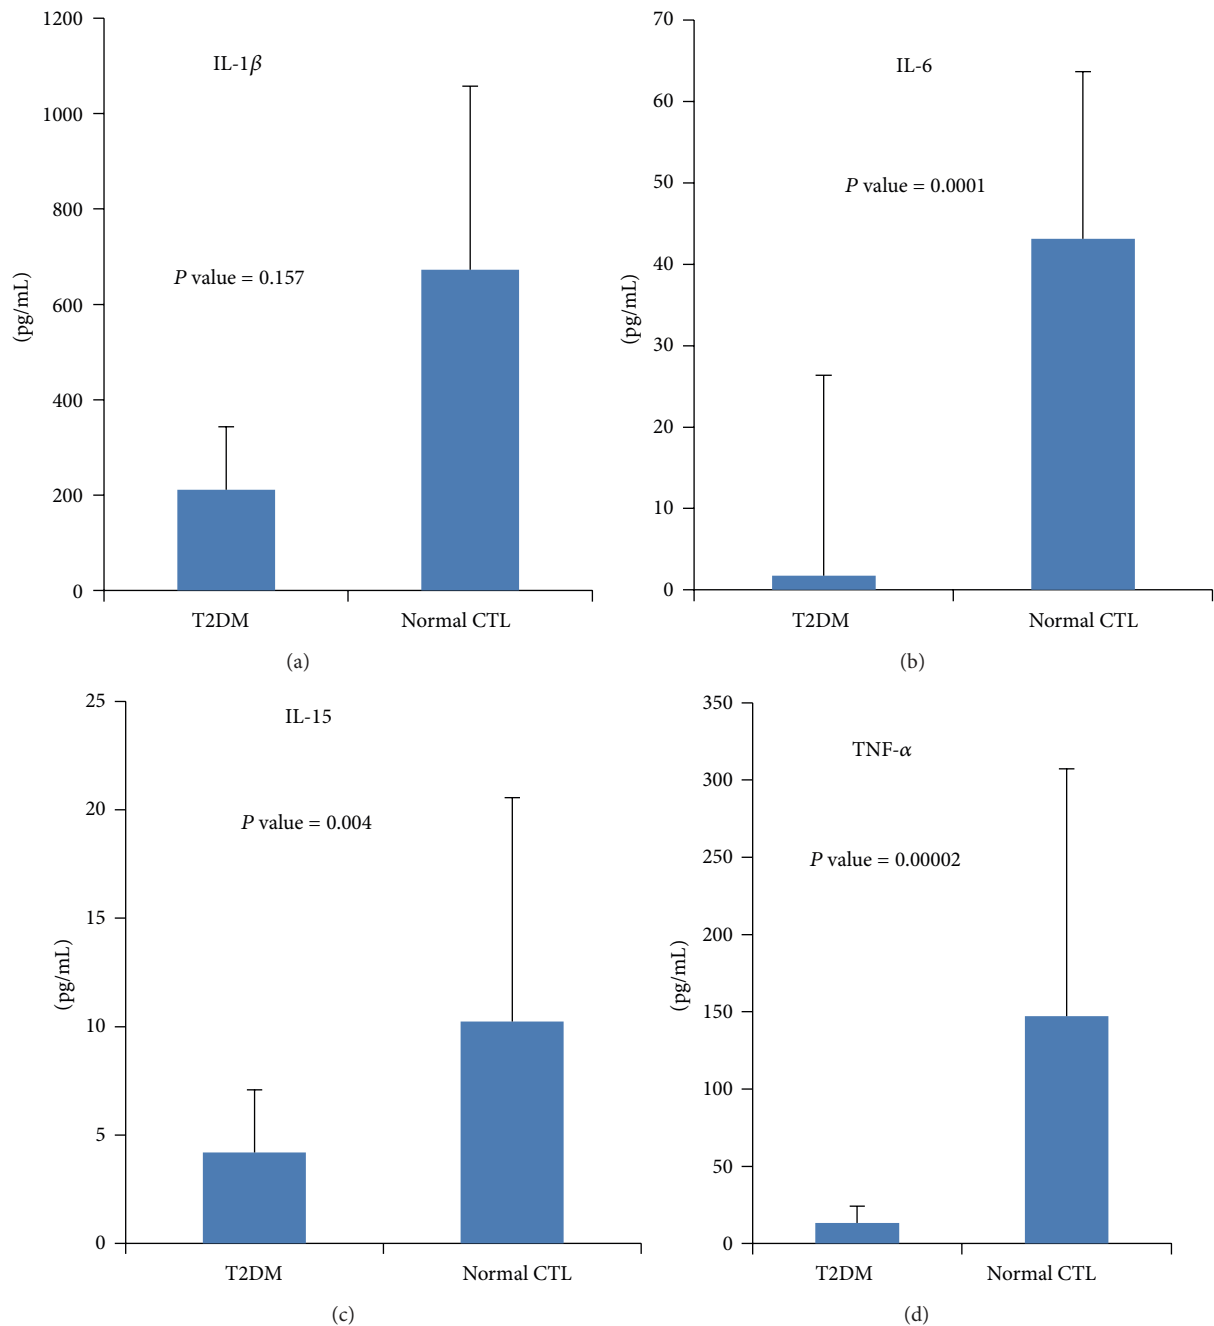 1200
1000
800
600
400
200
0
(pg/mL)
IL-1β
P value = 0.157
T2DM Normal CTL
(a)
70
60
50
40
30
20
10
0
(pg/mL)
IL-6
P value = 0.0001
T2DM Normal CTL
(b)
25
20
15
10
5
0
(pg/mL)
IL-15
P value = 0.004
T2DM Normal CTL
(c)
350
300
250
200
150
100
50
0
(pg/mL)
TNF-α
P value = 0.00002
T2DM Normal CTL
(d)